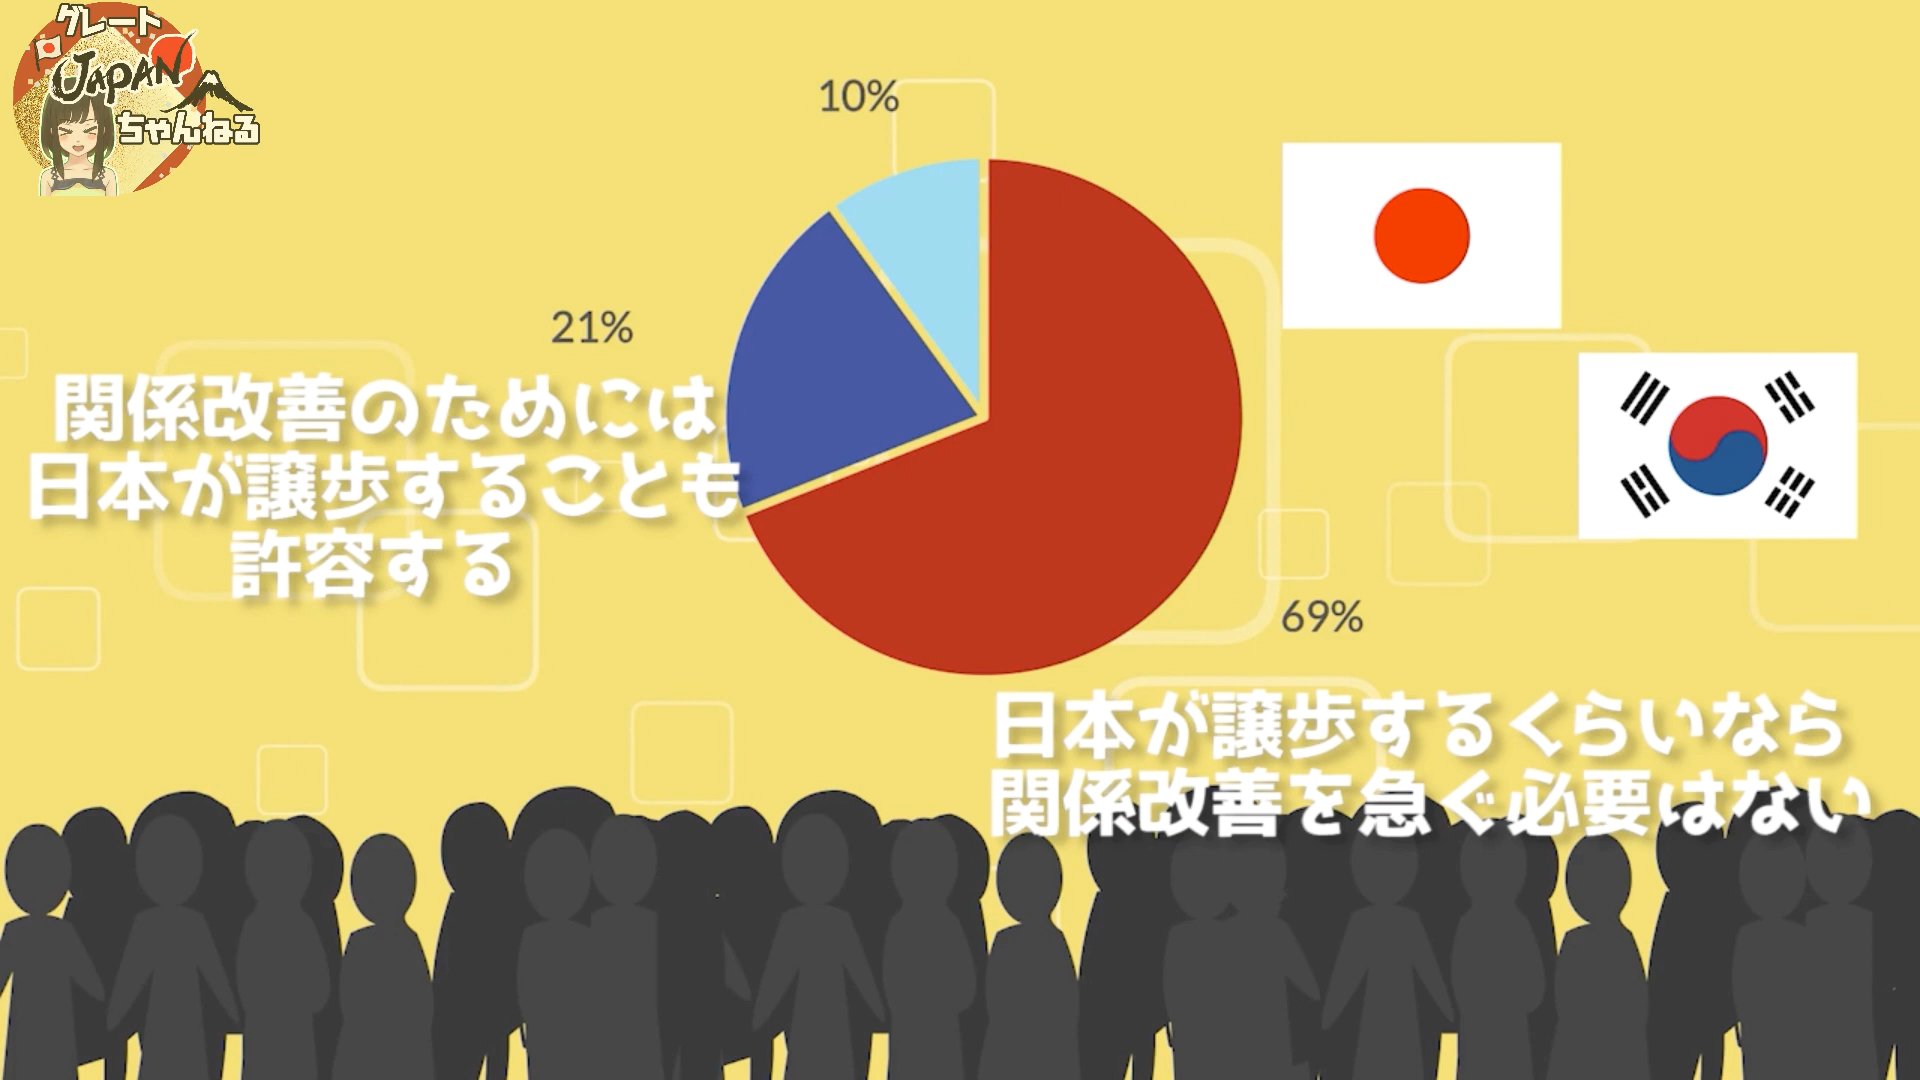 グレート
JAPAN
ちゃんねる
10%
21%
関係改善のためには
日本が譲歩することも
許容する
69%
日本が譲歩するくらいなら
関係改善を急ぐ必要はない